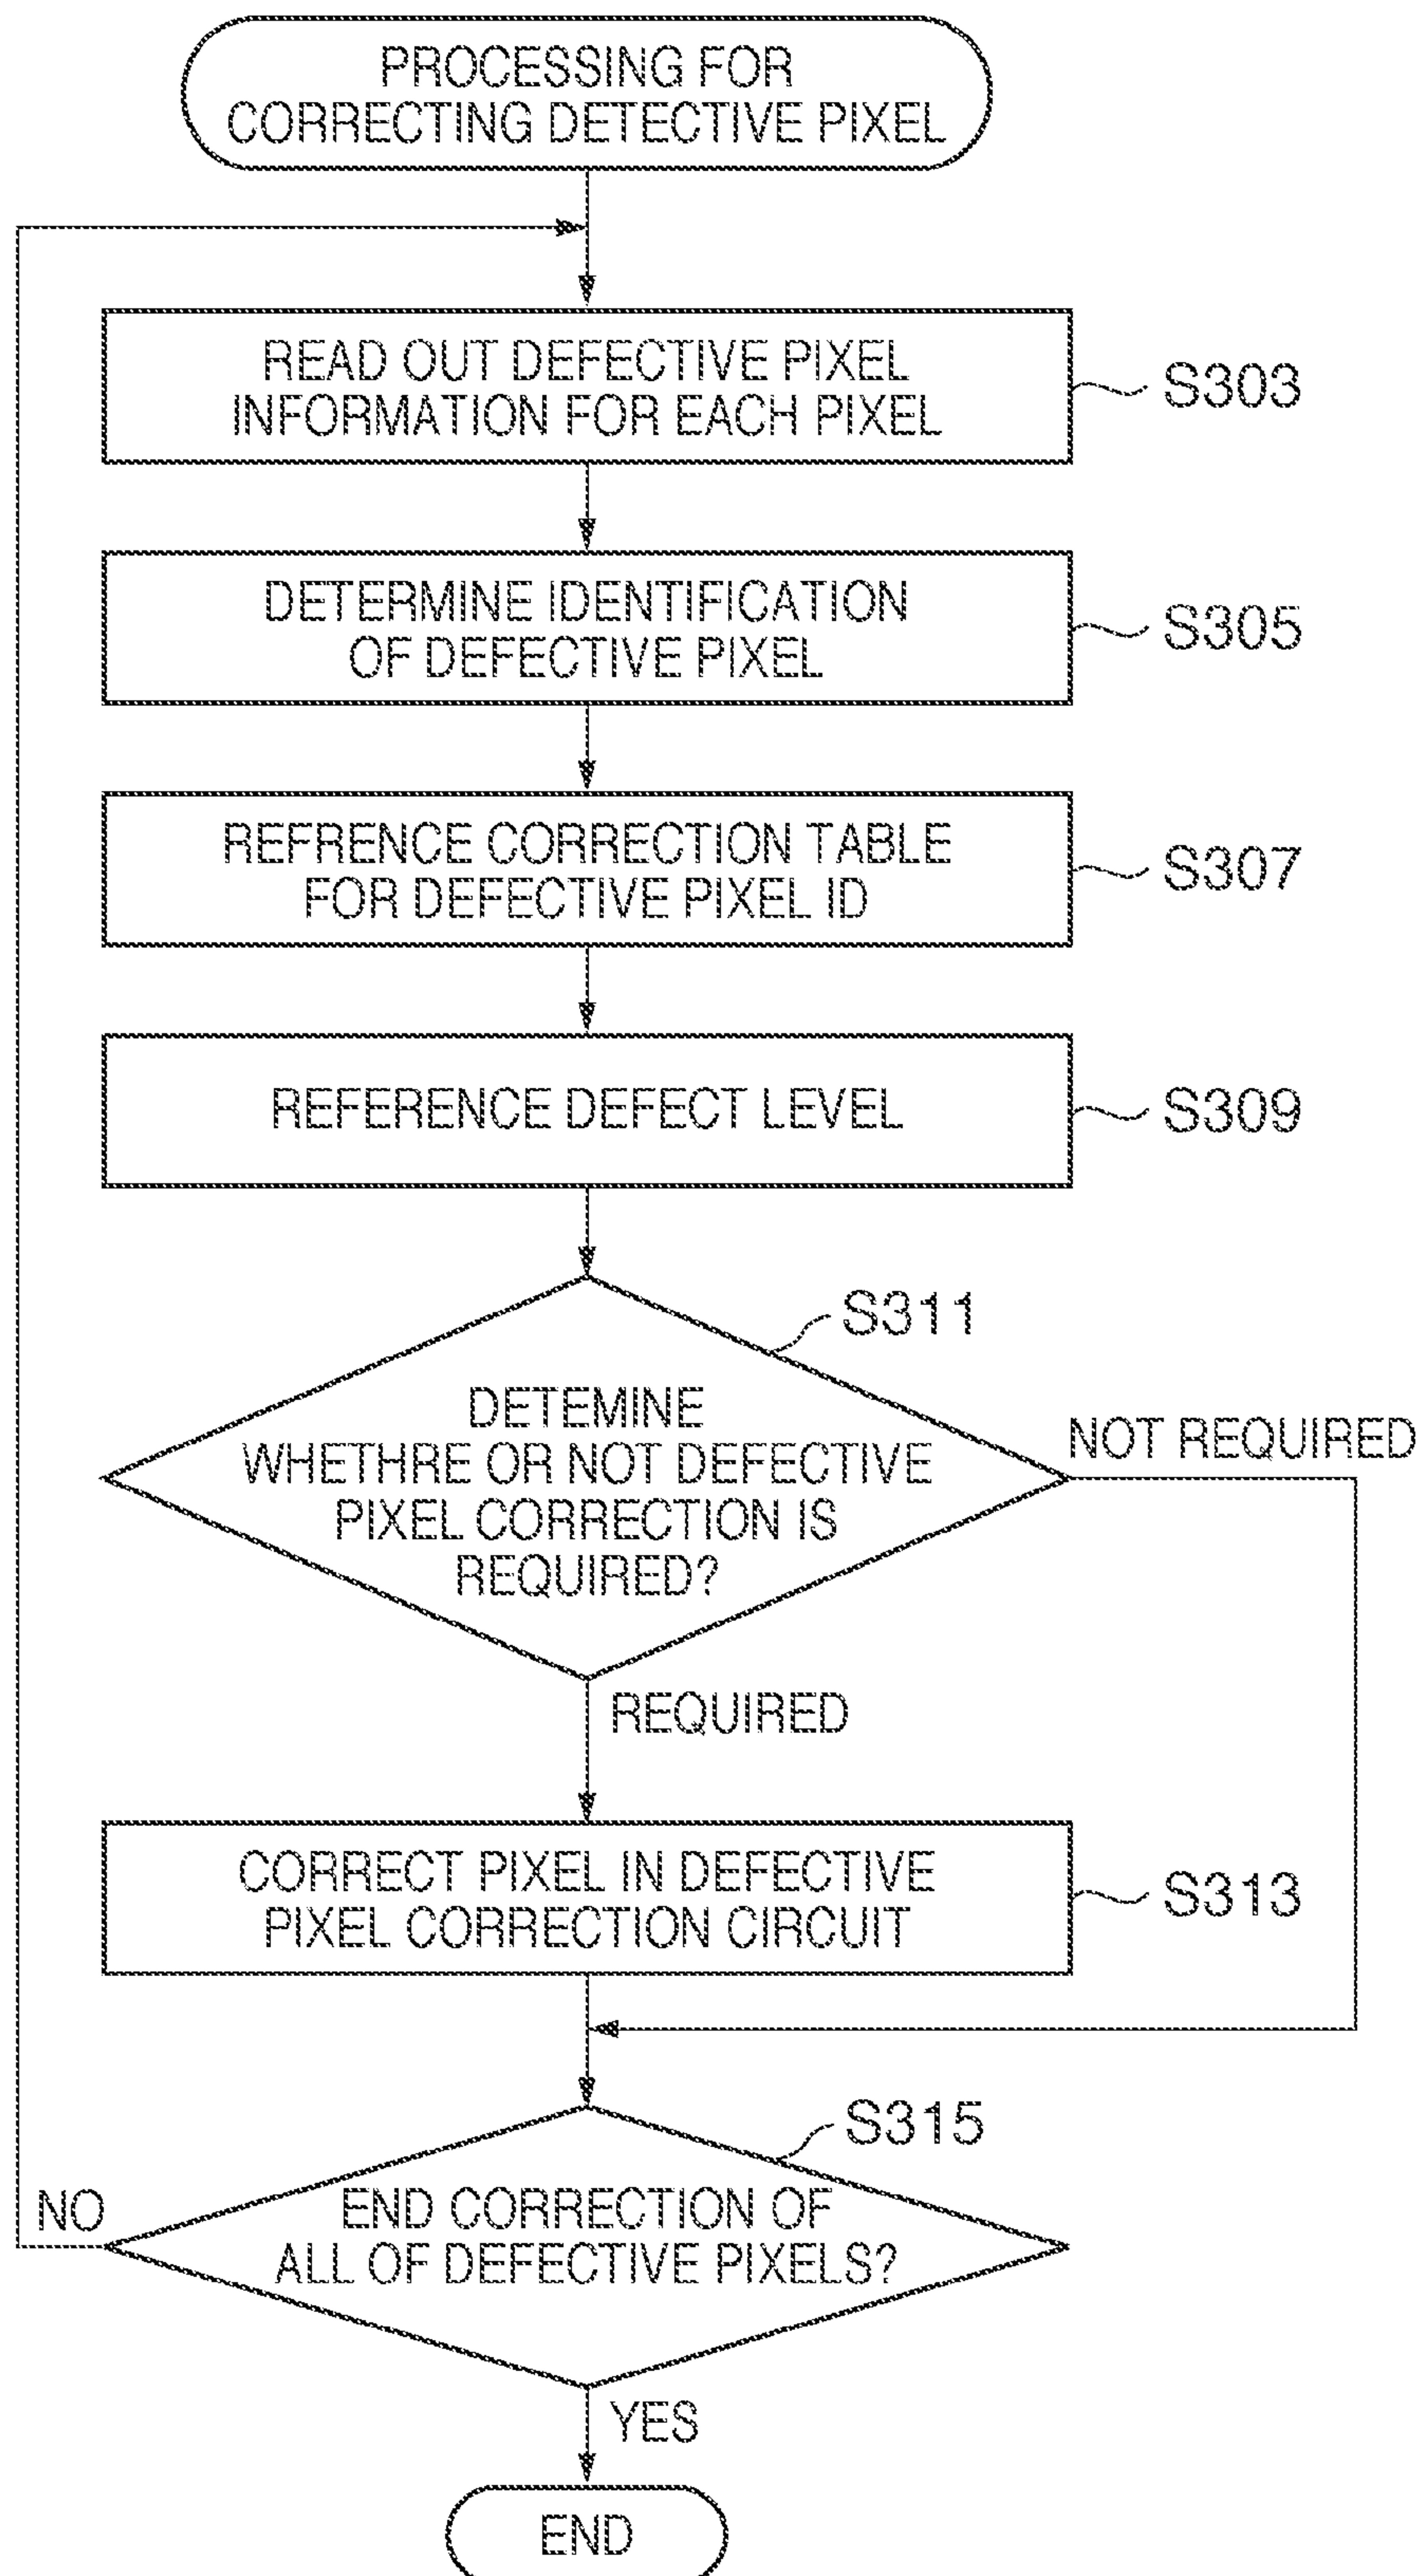 PROCESSING FOR
CORRECTING DETECTIVE PIXEL
READ OUT DEFECTIVE PIXEL
INFORMATION FOR EACH PIXEL
S303
DETERMINE IDENTIFICATION
OF DEFECTIVE PIXEL
S305
REFRENCE CORRECTION TABLE
FOR DEFECTIVE PIXEL ID
S307
REFERENCE DEFECT LEVEL
S309
S311
DETEMINE
WHETHRE OR NOT DEFECTIVE
PIXEL CORRECTION IS
REQUIRED?
NOT REQUIRED
REQUIRED
CORRECT PIXEL IN DEFECTIVE
PIXEL CORRECTION CIRCUIT
S313
S315
END CORRECTION OF
ALL OF DEFECTIVE PIXELS?
NO
YES
END